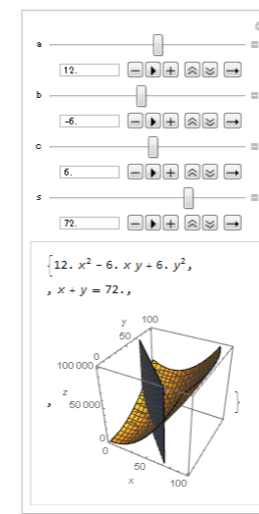 a
12.
b
-6.
c
6.
s
72.
{12. x² - 6. x y + 6. y²,
, x + y = 72.,
y
100
50
0
100 000
z
50 000
0
0
50
x
100
, }